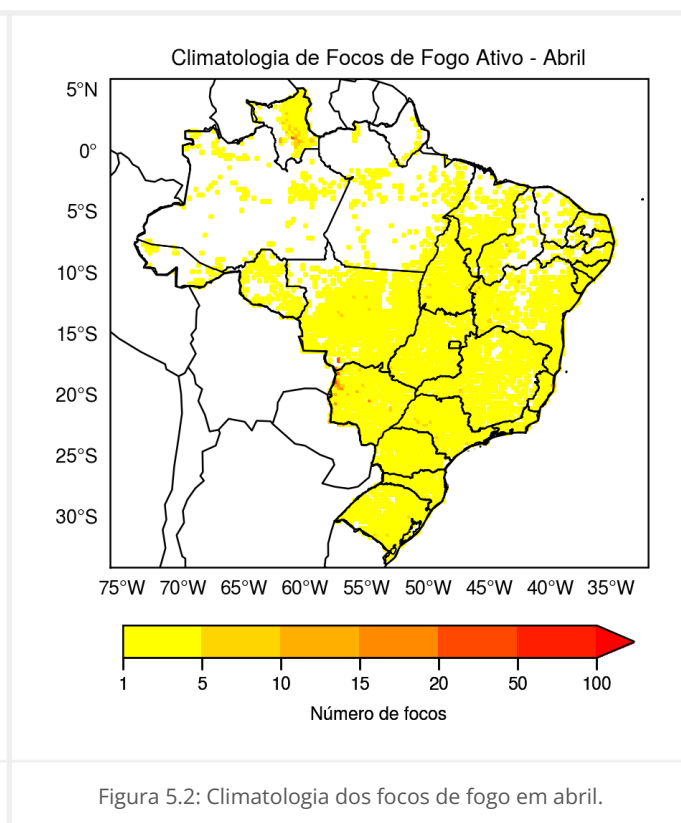 Climatologia de Focos de Fogo Ativo - Abril
5°N
0°
5°S
10°S
15°S
20°S
25°S
30°S
75°W 70°W 65°W 60°W 55°W 50°W 45°W 40°W 35°W
1 5 10 15 20 50 100
Número de focos
Figura 5.2: Climatologia dos focos de fogo em abril.